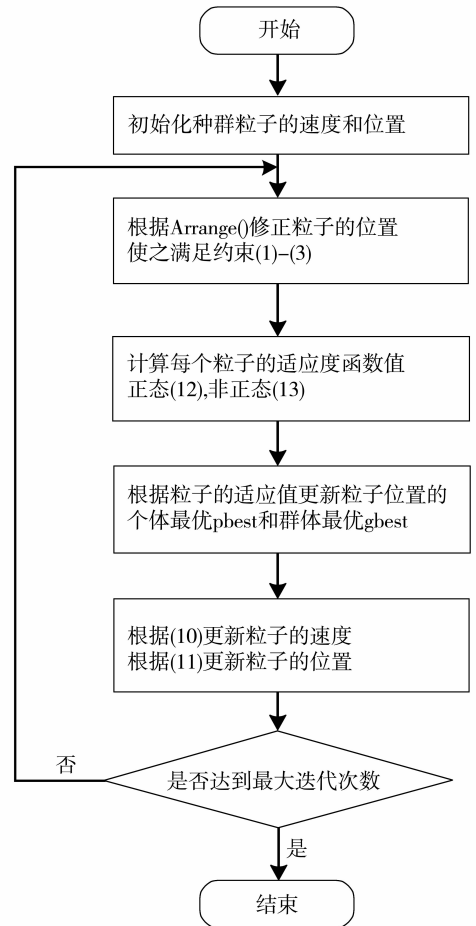 开始
初始化种群粒子的速度和位置
根据Arrange()修正粒子的位置
使之满足约束(1)-(3)
计算每个粒子的适应度函数值
正态(12),非正态(13)
根据粒子的适应值更新粒子位置的
个体最优pbest和群体最优gbest
根据(10)更新粒子的速度
根据(11)更新粒子的位置
否
是否达到最大迭代次数
是
结束